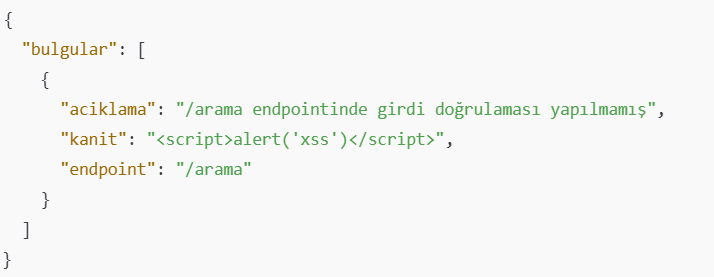 {
"bulgular": [
{
"aciklama": "/arama endpointinde girdi doğrulaması yapılmamış",
"kanit": "<script>alert('xss')</script>",
"endpoint": "/arama"
}
]
}